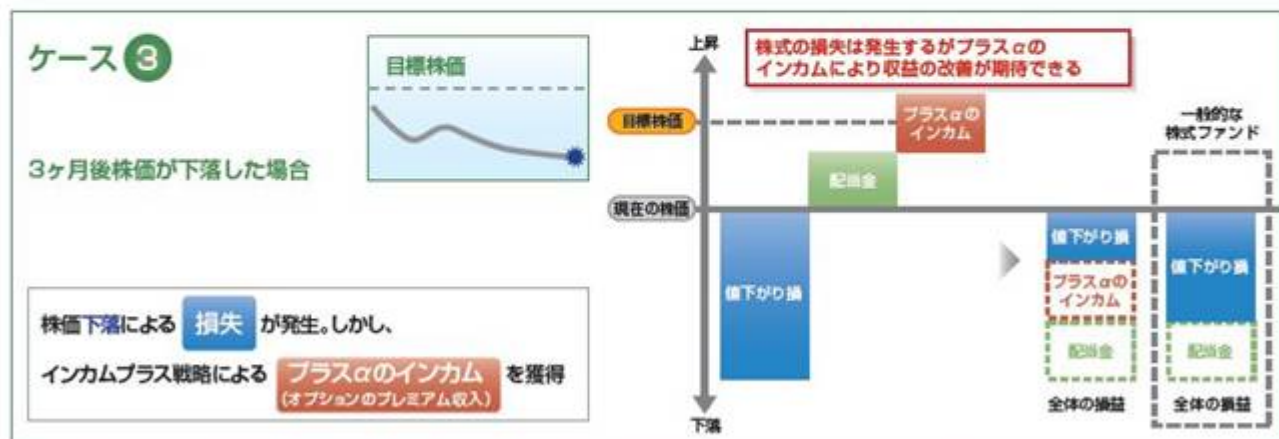 ケース3
目標株価
3ヶ月後株価が下落した場合
株価下落による 損失 が発生。しかし、
インカムプラス戦略による プラスαのインカム を獲得
(オプションのプレミアム収入)
上昇
株式の損失は発生するがプラスαの
インカムにより収益の改善が期待できる
目標株価
プラスαの
インカム
配当金
現在の株価
値下がり損
下落
値下がり損
プラスαの
インカム
配当金
全体の損益
一般的な
株式ファンド
値下がり損
配当金
全体の損益